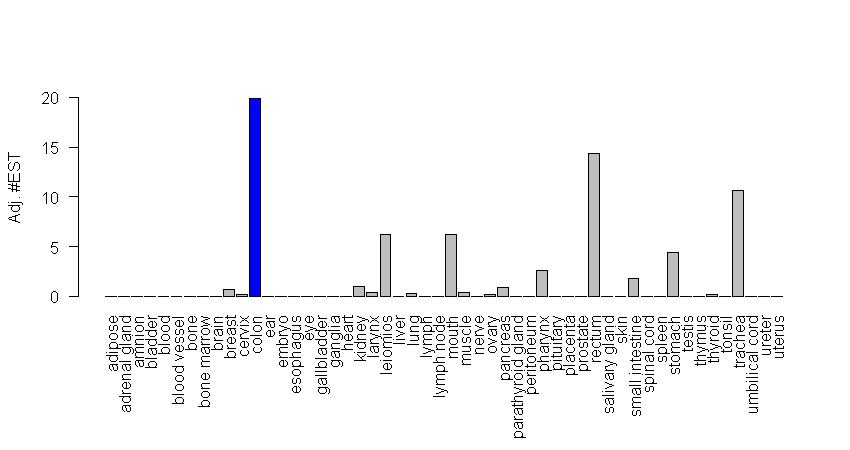 Adj. #EST
20
15
10
5
0
adipose
adrenal gland
amnion
bladder
blood
blood vessel
bone
bone marrow
brain
breast
cervix
colon
ear
embryo
esophagus
eye
gallbladder
ganglia
heart
kidney
larynx
leiomios
liver
lung
lymph
lymph node
mouth
muscle
nerve
ovary
pancreas
parathyroid gland
peritoneum
pharynx
pituitary
placenta
prostate
rectum
salivary gland
skin
small intestine
spinal cord
spleen
stomach
testis
thymus
thyroid
tonsil
trachea
umbilical cord
ureter
uterus